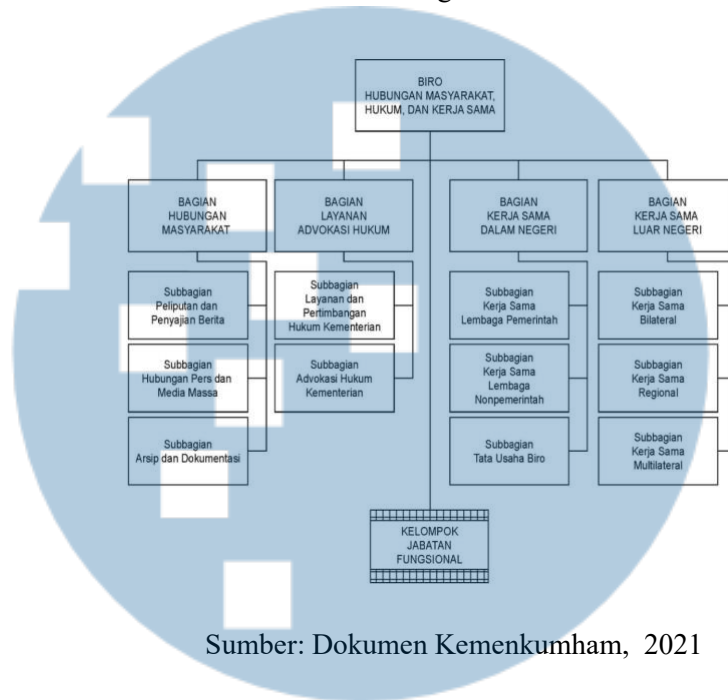 BIRO
HUBUNGAN MASYARAKAT,
HUKUM, DAN KERJA SAMA
BAGIAN
HUBUNGAN
MASYARAKAT
BAGIAN
LAYANAN
ADVOKASI HUKUM
BAGIAN
KERJA SAMA
DALAM NEGERI
BAGIAN
KERJA SAMA
LUAR NEGERI
Subbagian
Peliputan dan
Penyajian Berita
Subbagian
Layanan dan
Pertimbangan
Hukum Kementerian
Subbagian
Kerja Sama
Lembaga Pemerintah
Subbagian
Kerja Sama
Bilateral
Subbagian
Hubungan Pers dan
Media Massa
Subbagian
Advokasi Hukum
Kementerian
Subbagian
Kerja Sama
Lembaga
Nonpemerintah
Subbagian
Kerja Sama
Regional
Subbagian
Arsip dan Dokumentasi
Subbagian
Tata Usaha Biro
Subbagian
Kerja Sama
Multilateral
KELOMPOK
JABATAN
FUNGSIONAL
Sumber: Dokumen Kemenkumham, 2021